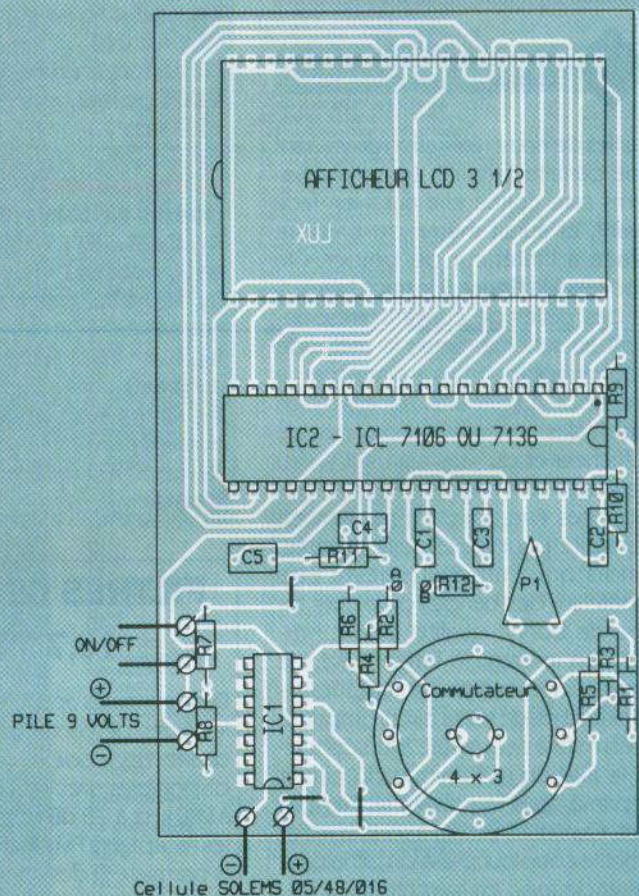 AFFICHEUR LCD 3 1/2
LUX
IC2 - ICL 7106 OU 7136
R9
R10
C4
C1
C3
C2
C5
R11
A
B
R12
P1
R6
R2
R4
ON/OFF
R7
R3
R5
R1
IC1
Commutateur
4 x 3
+
PILE 9 VOLTS
R8
-
- +
Cellule SOLEMS 05/48/016